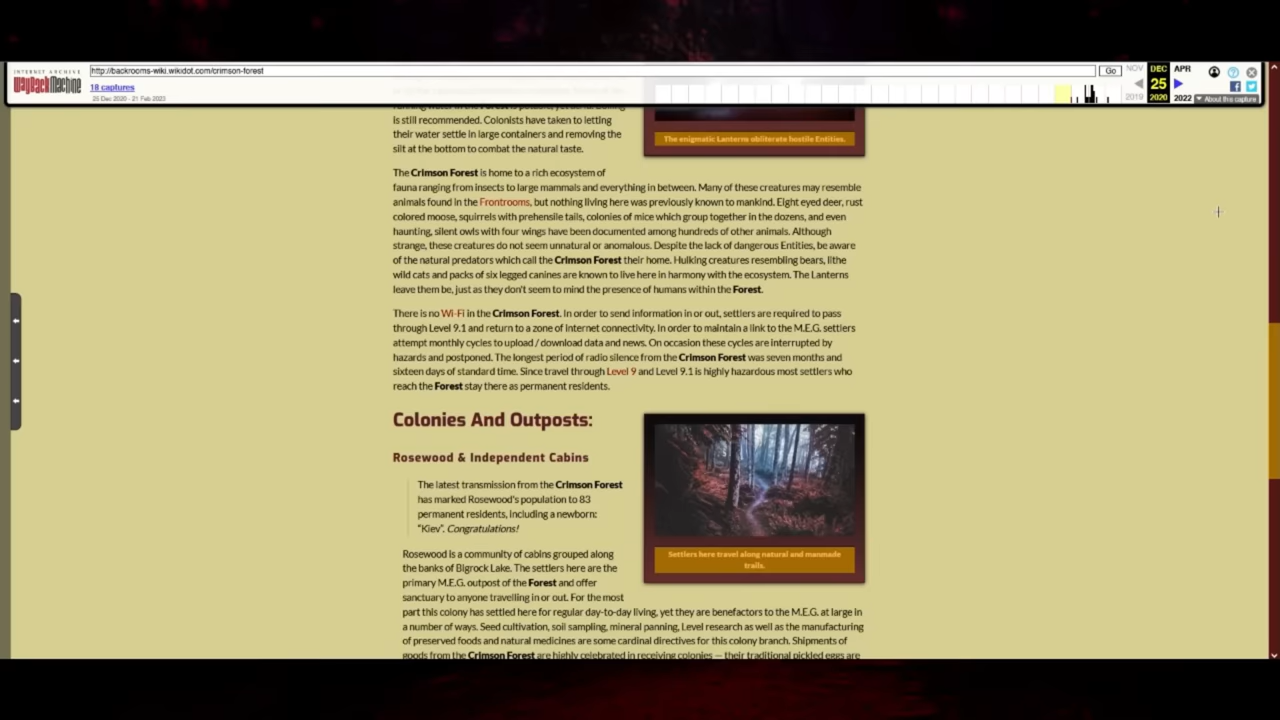 INTERNET ARCHIVE
WayBackMachine
http://backrooms-wiki.wikidot.com/crimson-forest
Go
NOV
DEC
APR
18 captures
25
25 Dec 2020 - 21 Feb 2023
2019
2020
2022
About this capture
is still recommended. Colonists have taken to letting
their water settle in large containers and removing the
silt at the bottom to combat the natural taste.
The enigmatic Lanterns obliterate hostile Entities.
The Crimson Forest is home to a rich ecosystem of
fauna ranging from insects to large mammals and everything in between. Many of these creatures may resemble
animals found in the Frontrooms, but nothing living here was previously known to mankind. Eight eyed deer, rust
colored moose, squirrels with prehensile tails, colonies of mice which group together in the dozens, and even
haunting, silent owls with four wings have been documented among hundreds of other animals. Although
strange, these creatures do not seem unnatural or anomalous. Despite the lack of dangerous Entities, be aware
of the natural predators which call the Crimson Forest their home. Hulking creatures resembling bears, lithe
wild cats and packs of six legged canines are known to live here in harmony with the ecosystem. The Lanterns
leave them be, just as they don't seem to mind the presence of humans within the Forest.
There is no Wi-Fi in the Crimson Forest. In order to send information in or out, settlers are required to pass
through Level 9.1 and return to a zone of internet connectivity. In order to maintain a link to the M.E.G. settlers
attempt monthly cycles to upload / download data and news. On occasion these cycles are interrupted by
hazards and postponed. The longest period of radio silence from the Crimson Forest was seven months and
sixteen days of standard time. Since travel through Level 9 and Level 9.1 is highly hazardous most settlers who
reach the Forest stay there as permanent residents.
Colonies And Outposts:
Rosewood & Independent Cabins
The latest transmission from the Crimson Forest
has marked Rosewood's population to 83
permanent residents, including a newborn:
"Kiev". Congratulations!
Settlers here travel along natural and manmade
trails.
Rosewood is a community of cabins grouped along
the banks of Bigrock Lake. The settlers here are the
primary M.E.G. outpost of the Forest and offer
sanctuary to anyone travelling in or out. For the most
part this colony has settled here for regular day-to-day living, yet they are benefactors to the M.E.G. at large in
a number of ways. Seed cultivation, soil sampling, mineral panning, Level research as well as the manufacturing
of preserved foods and natural medicines are some cardinal directives for this colony branch. Shipments of
goods from the Crimson Forest are highly celebrated in receiving colonies — their traditional pickled eggs are